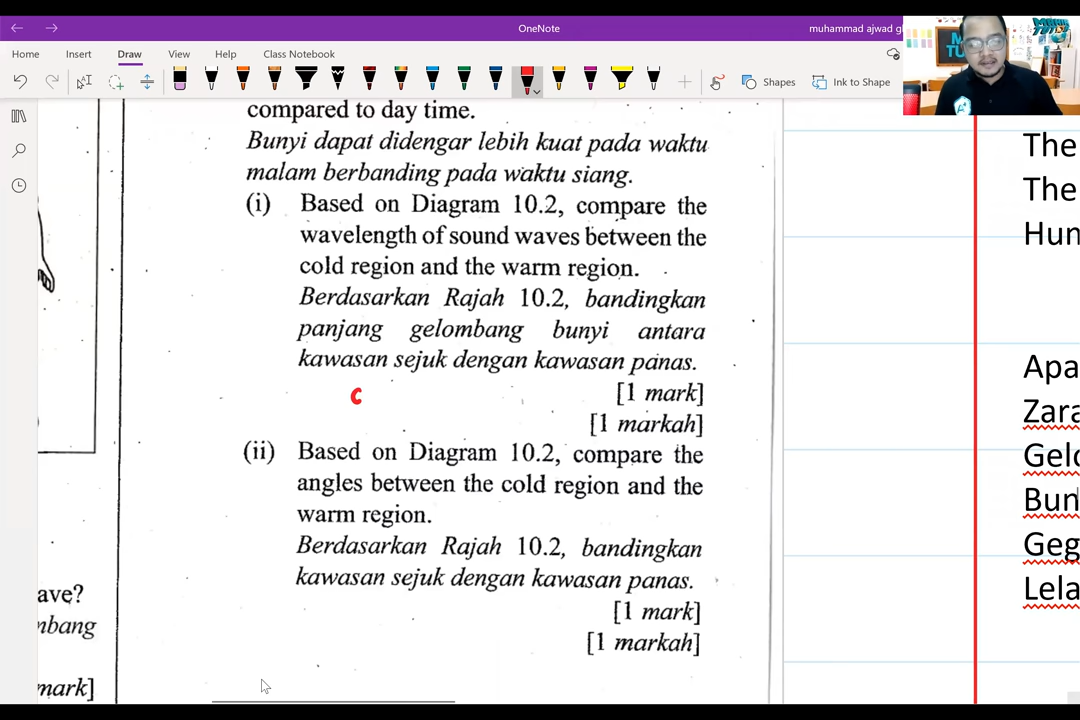 OneNote
muhammad ajwad
Home Insert Draw View Help Class Notebook
Shapes Ink to Shape
compared to day time.
Bunyi dapat didengar lebih kuat pada waktu
malam berbanding pada waktu siang.
(i) Based on Diagram 10.2, compare the
wavelength of sound waves between the
cold region and the warm region.
Berdasarkan Rajah 10.2, bandingkan
panjang gelombang bunyi antara
kawasan sejuk dengan kawasan panas.
c [1 mark]
[1 markah]
(ii) Based on Diagram 10.2, compare the
angles between the cold region and the
warm region.
Berdasarkan Rajah 10.2, bandingkan
kawasan sejuk dengan kawasan panas.
[1 mark]
[1 markah]
ave?
nbang
mark]
The
The
Hun
Apa
Zara
Gelo
Bun
Geg
Lela